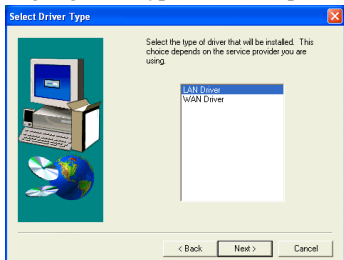 Select Driver Type
Select the type of driver that will be installed. This
choice depends on the service provider you are
using.
LAN Driver
WAN Driver
< Back
Next >
Cancel